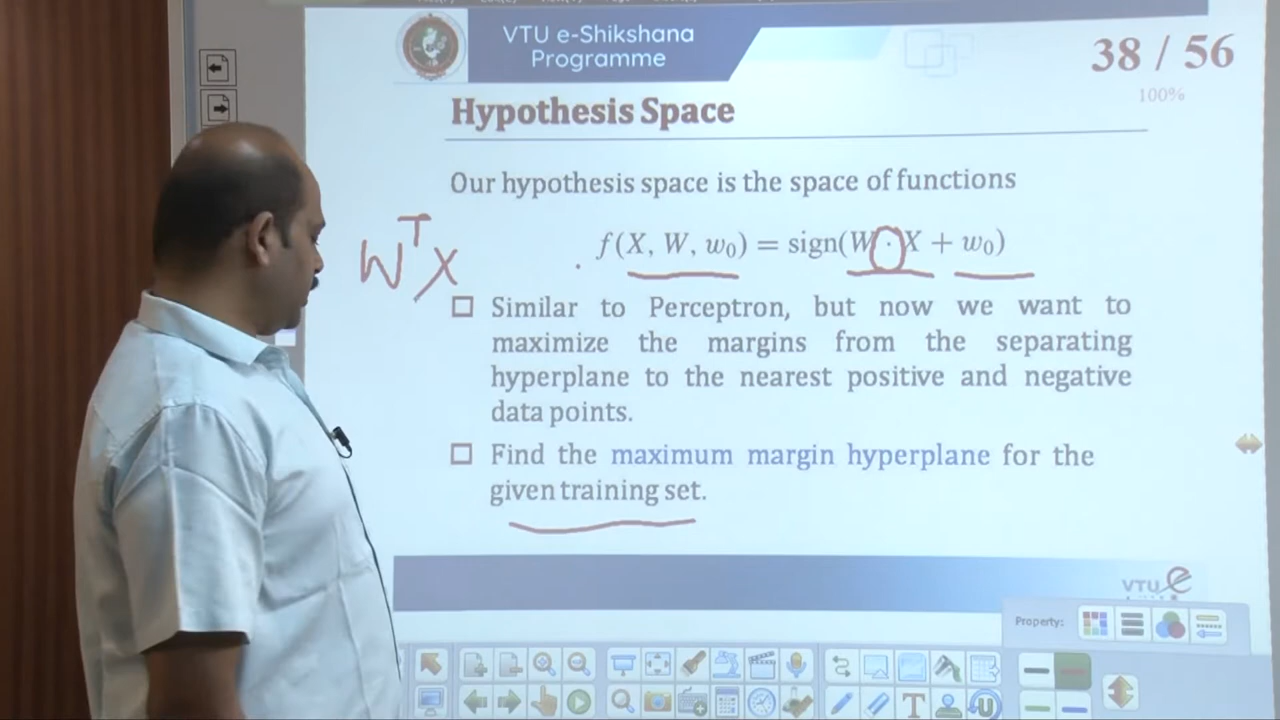 VTU e-Shikshana
Programme
38 / 56
100%
Hypothesis Space
Our hypothesis space is the space of functions
WᵀX
f(X, W, w₀) = sign(W · X + w₀)
Similar to Perceptron, but now we want to
maximize the margins from the separating
hyperplane to the nearest positive and negative
data points.
Find the maximum margin hyperplane for the
given training set.
VTU e
Property: